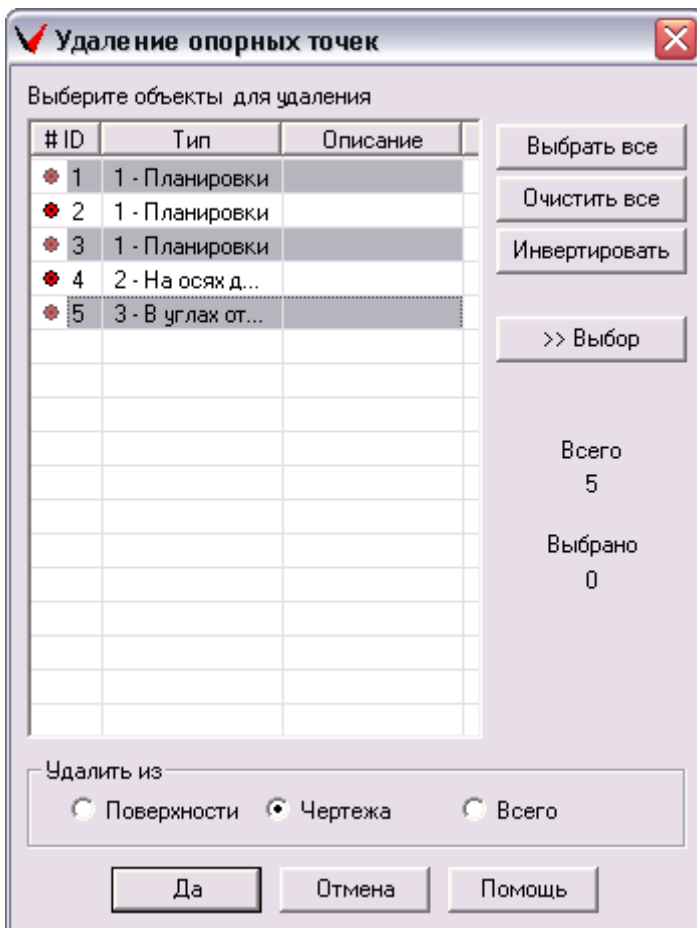 Удаление опорных точек
Выберите объекты для удаления
# ID Тип Описание
1 1 - Планировки
2 1 - Планировки
3 1 - Планировки
4 2 - На осях д...
5 3 - В углах от...
Выбрать все
Очистить все
Инвертировать
>> Выбор
Всего
5
Выбрано
0
Удалить из
Поверхности Чертежа Всего
Да Отмена Помощь